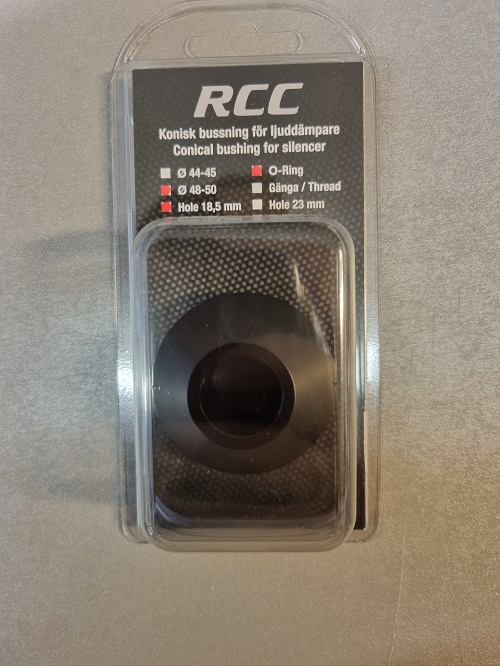 RCC
Konisk bussning för ljuddämpare
Conical bushing for silencer
Ø 44-45
O-Ring
Ø 48-50
Gänga / Thread
Hole 18,5 mm
Hole 23 mm